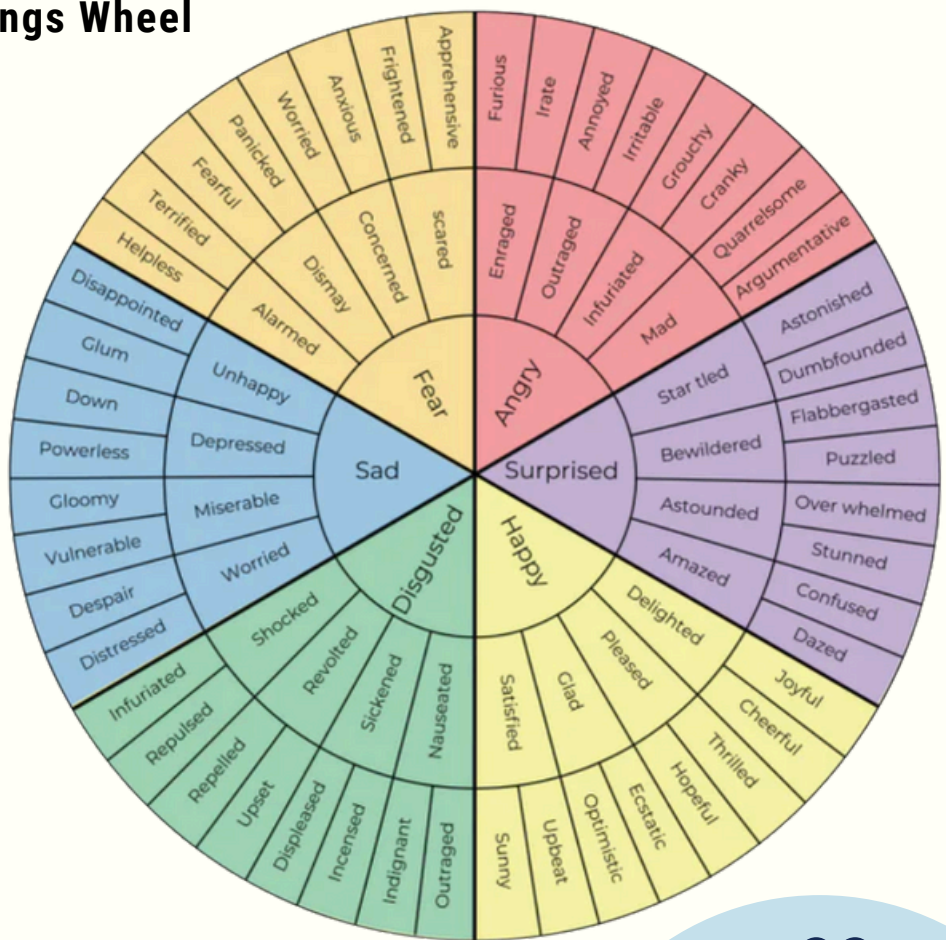 ngs Wheel
Fear
Angry
Surprised
Happy
Disgusted
Sad
Alarmed
Dismay
Concerned
scared
Enraged
Outraged
Infuriated
Mad
Star tled
Bewildered
Astounded
Amazed
Delighted
Pleased
Glad
Satisfied
Nauseated
Sickened
Revolted
Shocked
Worried
Miserable
Depressed
Unhappy
Helpless
Terrified
Fearful
Panicked
Worried
Anxious
Frightened
Apprehensive
Furious
Irate
Annoyed
Irritable
Grouchy
Cranky
Quarrelsome
Argumentative
Astonished
Dumbfounded
Flabbergasted
Puzzled
Over whelmed
Stunned
Confused
Dazed
Joyful
Cheerful
Thrilled
Hopeful
Ecstatic
Optimistic
Upbeat
Sunny
Outraged
Indignant
Incensed
Displeased
Upset
Repelled
Repulsed
Infuriated
Distressed
Despair
Vulnerable
Gloomy
Powerless
Down
Glum
Disappointed